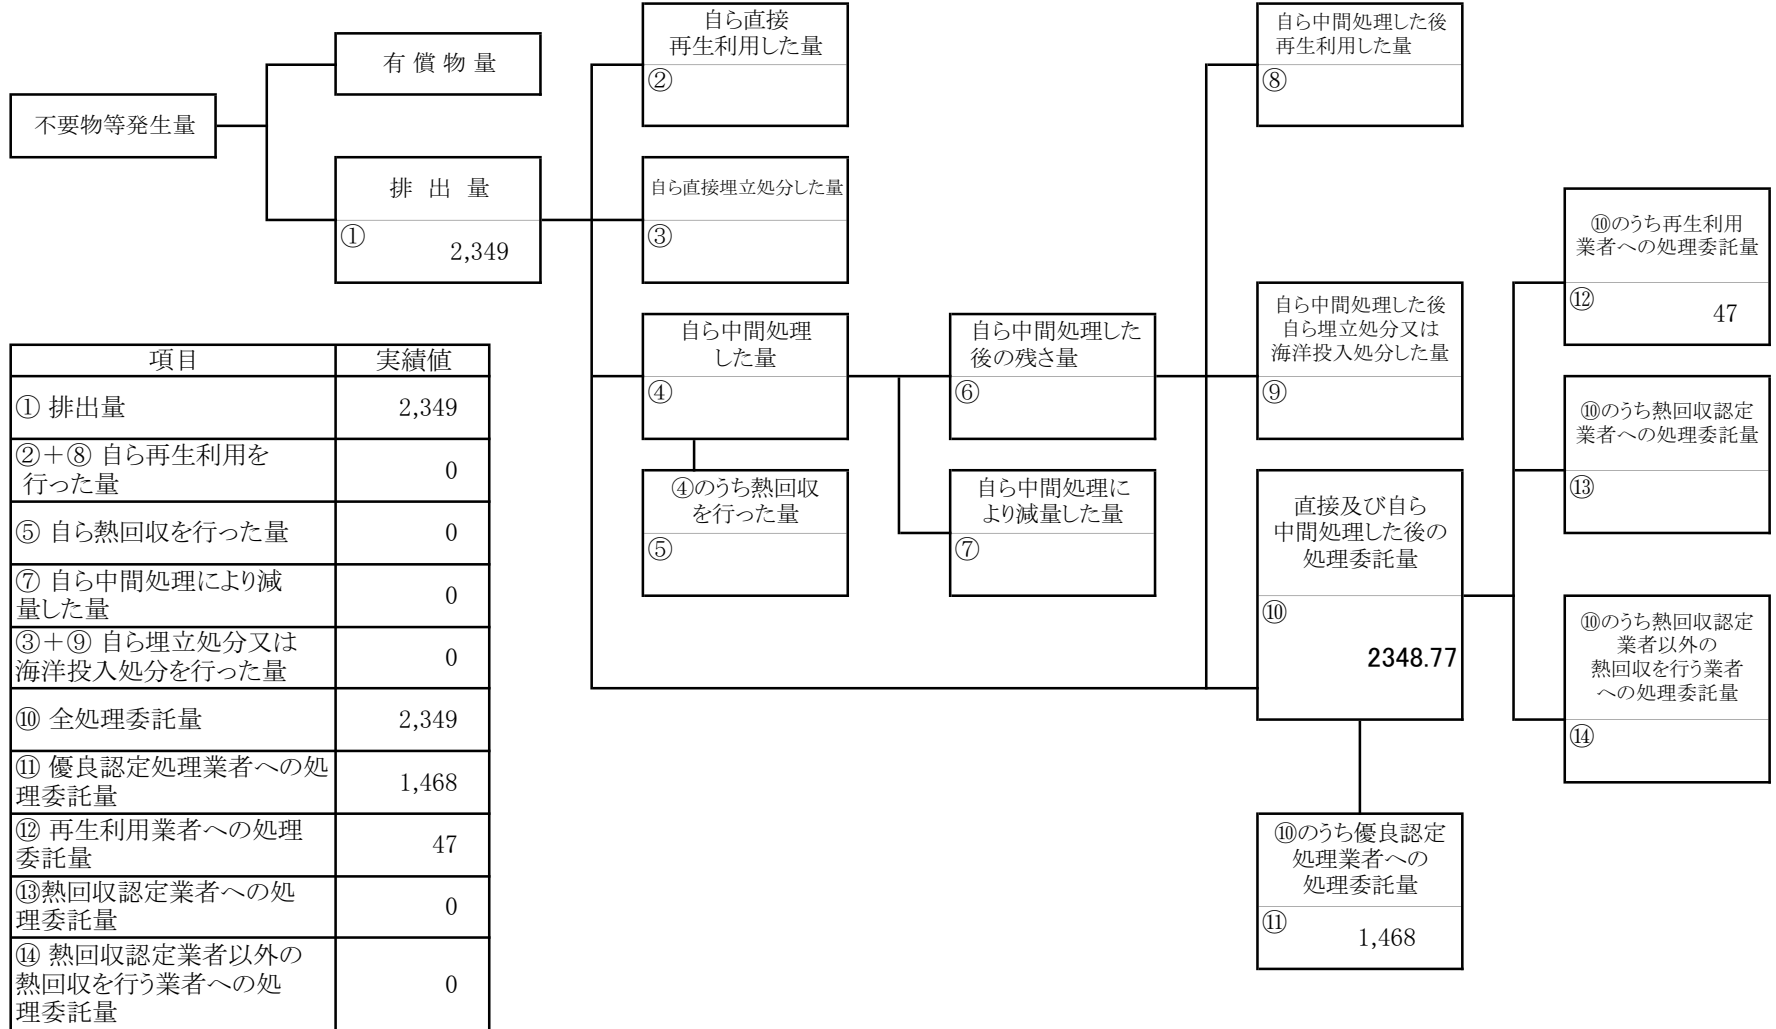 不要物等発生量
有 償 物 量
排 出 量
①
2,349
自ら直接
再生利用した量
②
自ら直接埋立処分した量
③
自ら中間処理
した量
④
④のうち熱回収
を行った量
⑤
自ら中間処理した
後の残さ量
⑥
自ら中間処理に
より減量した量
⑦
自ら中間処理した後
再生利用した量
⑧
自ら中間処理した後
自ら埋立処分又は
海洋投入処分した量
⑨
直接及び自ら
中間処理した後の
処理委託量
⑩
2348.77
⑩のうち優良認定
処理業者への
処理委託量
⑪
1,468
⑩のうち再生利用
業者への処理委託量
⑫
47
⑩のうち熱回収認定
業者への処理委託量
⑬
⑩のうち熱回収認定
業者以外の
熱回収を行う業者
への処理委託量
⑭
項目 実績値
① 排出量 2,349
②＋⑧ 自ら再生利用を
行った量 0
⑤ 自ら熱回収を行った量 0
⑦ 自ら中間処理により減
量した量 0
③＋⑨ 自ら埋立処分又は
海洋投入処分を行った量 0
⑩ 全処理委託量 2,349
⑪ 優良認定処理業者への処
理委託量 1,468
⑫ 再生利用業者への処理
委託量 47
⑬熱回収認定業者への処
理委託量 0
⑭ 熱回収認定業者以外の
熱回収を行う業者への処
理委託量 0